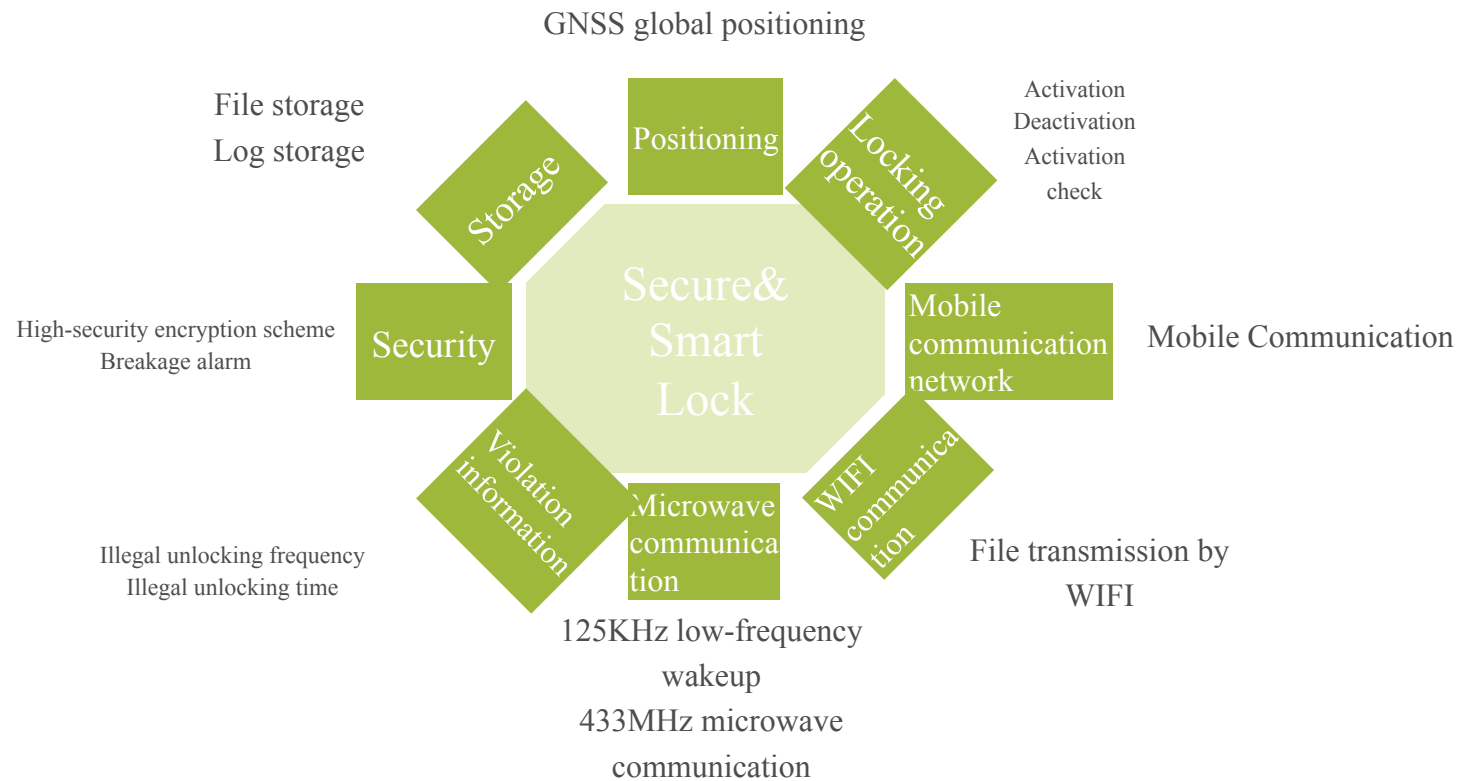 GNSS global positioning
File storage
Log storage
Storage
Positioning
Locking
operation
Activation
Deactivation
Activation
check
Secure&
Smart
Lock
High-security encryption scheme
Breakage alarm
Security
Mobile
communication
network
Mobile Communication
Violation
information
Microwave
communica
tion
WIFI
communica
tion
Illegal unlocking frequency
Illegal unlocking time
File transmission by
WIFI
125KHz low-frequency
wakeup
433MHz microwave
communication